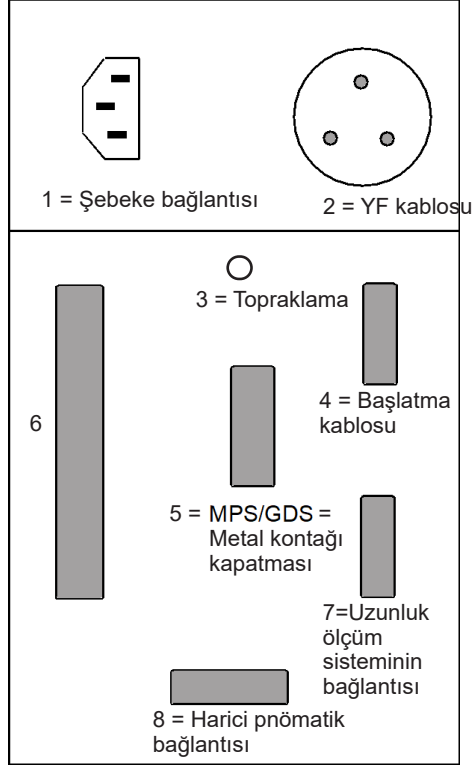 1 = Şebeke bağlantısı
2 = YF kablosu
3 = Topraklama
4 = Başlatma
kablosu
6
5 = MPS/GDS =
Metal kontağı
kapatması
7=Uzunluk
ölçüm
sisteminin
bağlantısı
8 = Harici pnömatik
bağlantısı